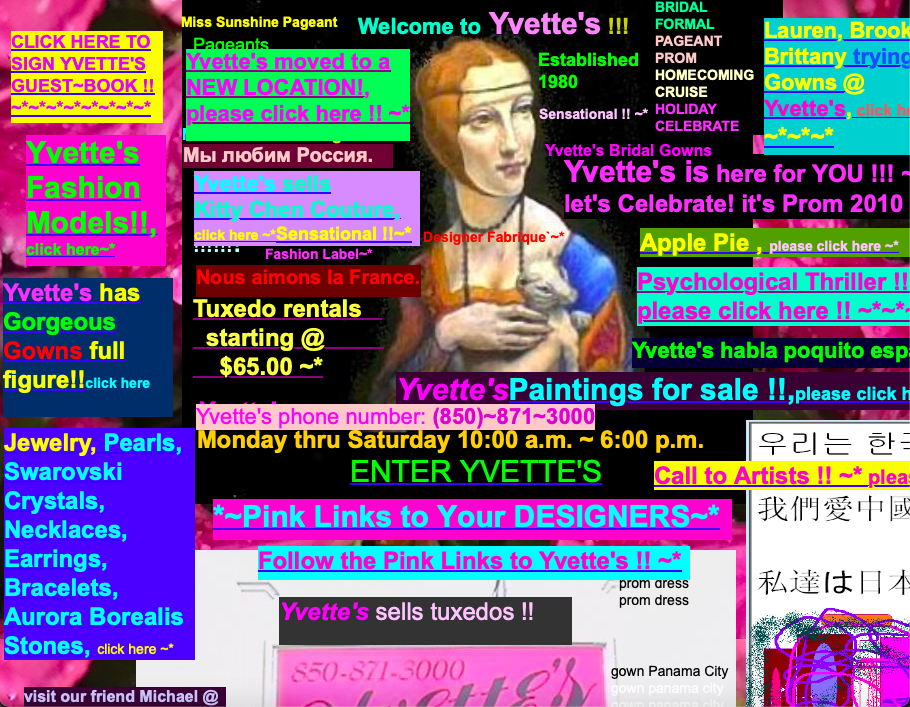 Miss Sunshine Pageant
Pageants
Welcome to Yvette's !!!
BRIDAL
FORMAL
PAGEANT
PROM
HOMECOMING
CRUISE
HOLIDAY
CELEBRATE
Lauren, Brook
Brittany trying
Gowns @
Yvette's, click h
~*~*~*
CLICK HERE TO
SIGN YVETTE'S
GUEST~BOOK !!
~*~*~*~*~*~*~*
Yvette's moved to a
NEW LOCATION!,
please click here !! ~*
Established
1980
Sensational !! ~*
Yvette's
Fashion
Models!!,
click here~*
Мы любим Россия.
Yvette's Bridal Gowns
Yvette's is here for YOU !!! ~
let's Celebrate! it's Prom 2010
Yvette's sells
Kitty Chen Couture,
click here ~*Sensational !!~*
Designer Fabrique`~*
Fashion Label~*
Apple Pie , please click here ~*
Nous aimons la France.
Psychological Thriller !!
please click here !! ~*~*~
Yvette's has
Gorgeous
Gowns full
figure!!click here
Tuxedo rentals
starting @
$65.00 ~*
Yvette's habla poquito esp
Yvette'sPaintings for sale !!,please click h
Yvette's phone number: (850)~871~3000
Monday thru Saturday 10:00 a.m. ~ 6:00 p.m.
ENTER YVETTE'S
우리는 한국
Call to Artists !! ~* plea
Jewelry, Pearls,
Swarovski
Crystals,
Necklaces,
Earrings,
Bracelets,
Aurora Borealis
Stones, click here ~*
我們愛中國
*~Pink Links to Your DESIGNERS~*
Follow the Pink Links to Yvette's !! ~*
私達は日本
prom dress
prom dress
Yvette's sells tuxedos !!
850-871-3000
Yvette's
gown Panama City
gown panama city
visit our friend Michael @